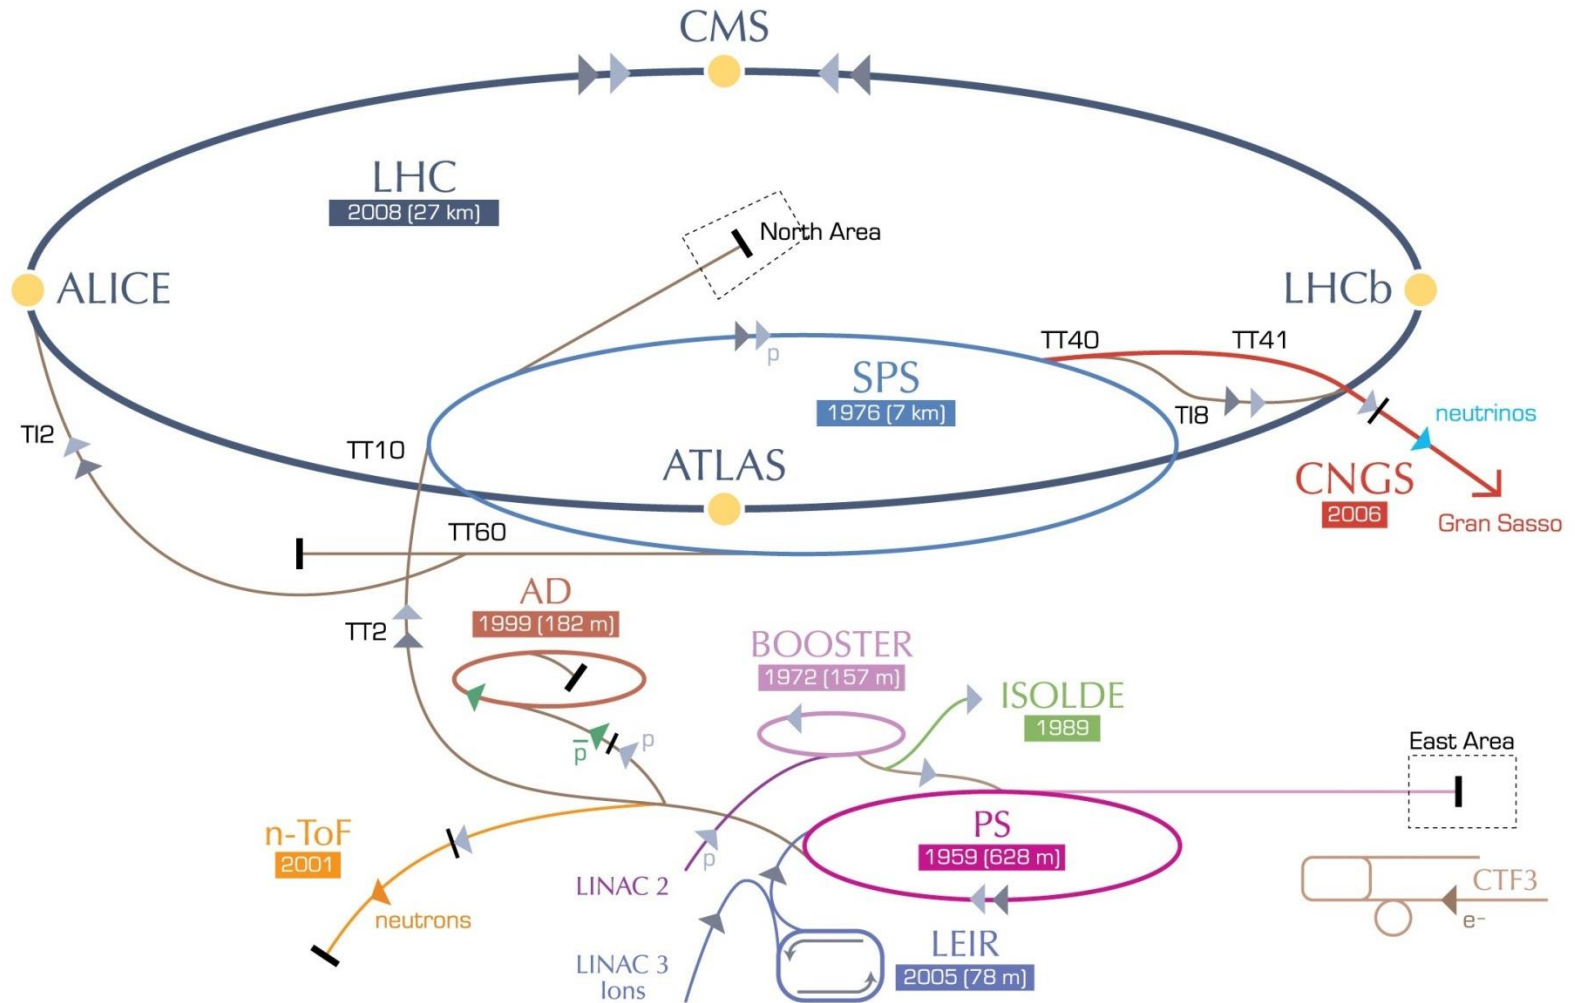 CMS
LHC
2008 (27 km)
North Area
ALICE
LHCb
p
TT40
TT41
SPS
1976 (7 km)
TI8
neutrinos
TI2
TT10
ATLAS
CNGS
2006
Gran Sasso
TT60
AD
1999 (182 m)
TT2
BOOSTER
1972 (157 m)
ISOLDE
1989
p
p̅
East Area
n-ToF
2001
PS
1959 (628 m)
p
LINAC 2
neutrons
CTF3
e⁻
LEIR
2005 (78 m)
LINAC 3
Ions